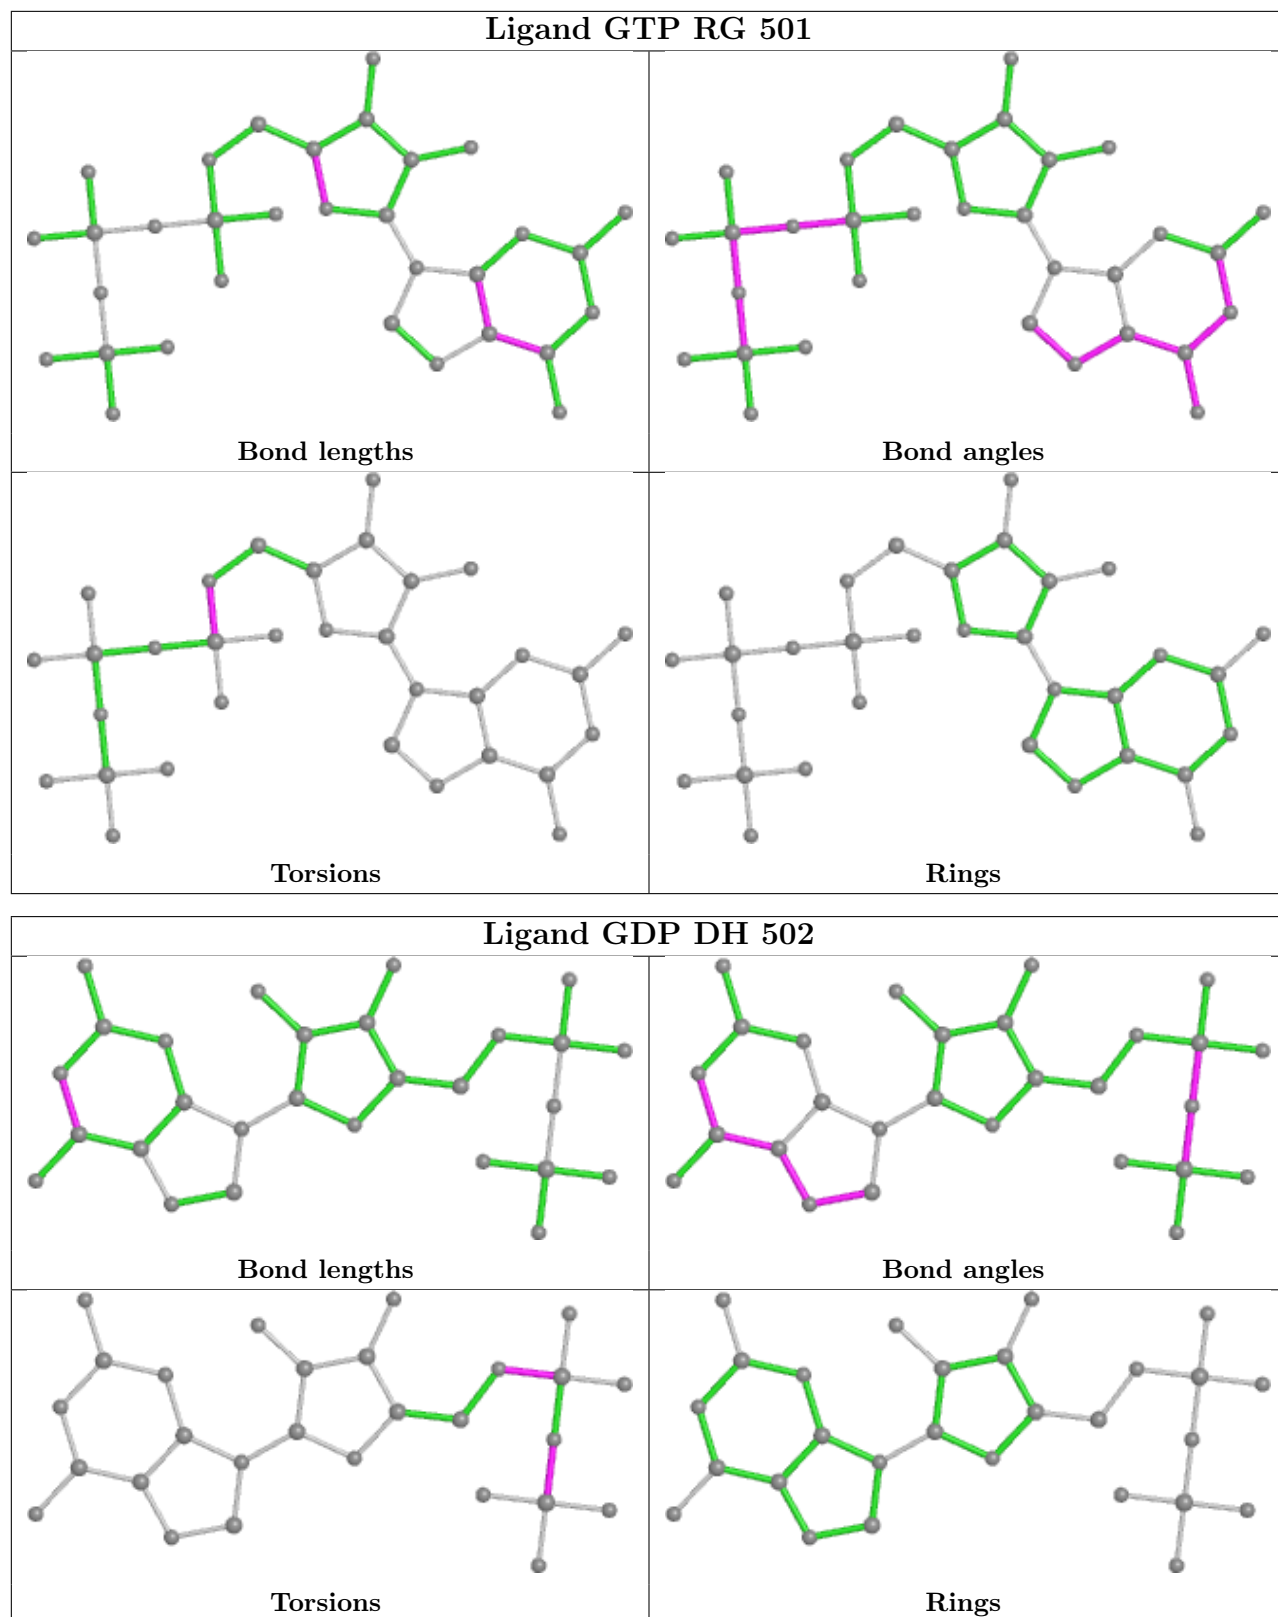 Ligand GTP RG 501
Bond lengths
Bond angles
Torsions
Rings
Ligand GDP DH 502
Bond lengths
Bond angles
Torsions
Rings